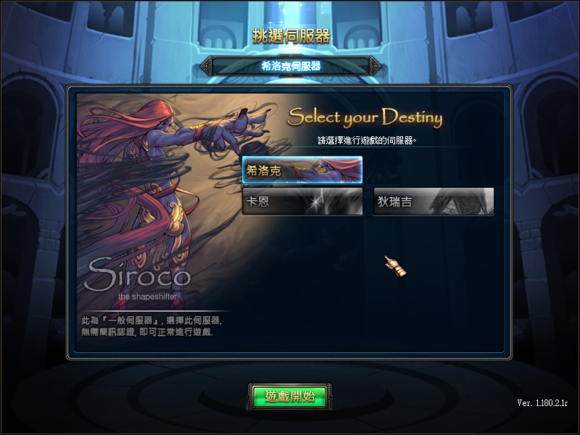 挑選伺服器
希洛克伺服器
Select your Destiny
請選擇進行遊戲的伺服器。
希洛克
卡恩
狄瑞吉
Siroco
the shapeshifter
此為『一般伺服器』, 選擇此伺服器,
無需簡訊認證, 即可正常進行遊戲.
遊戲開始
Ver. 1.180.2.1r